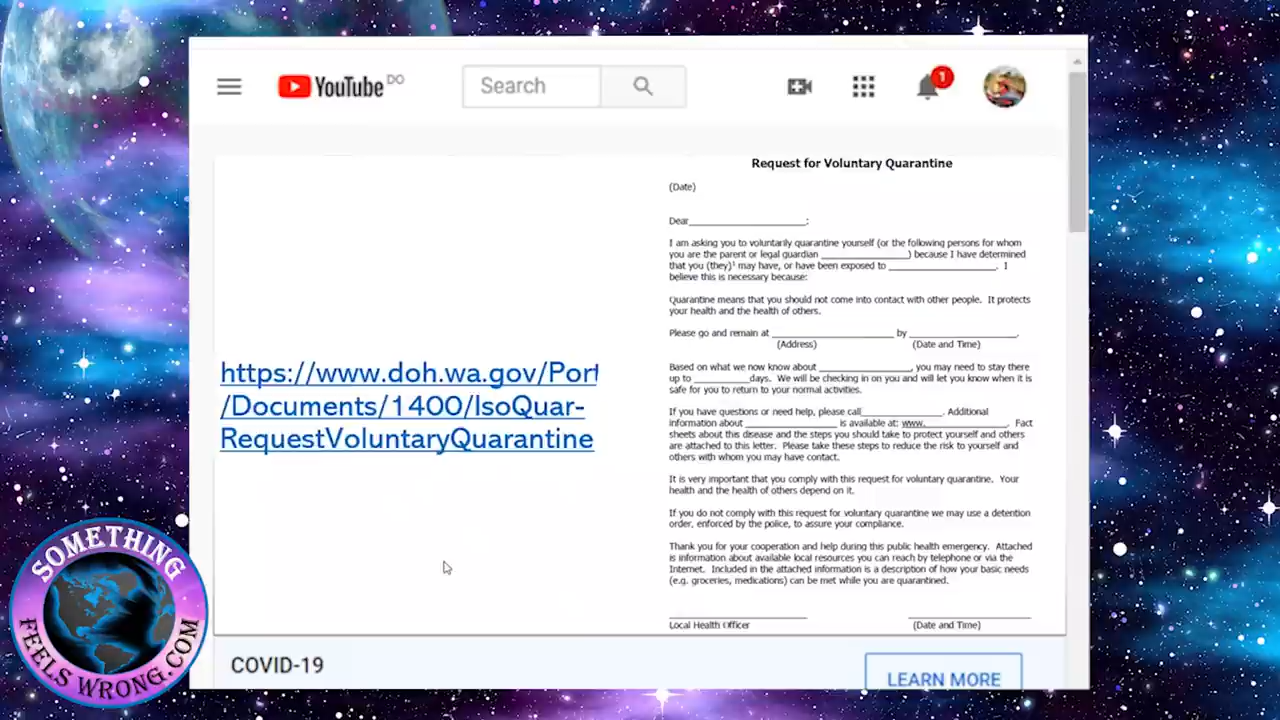 YouTube DO
Search
1
Request for Voluntary Quarantine
(Date)
Dear______________________:
I am asking you to voluntarily quarantine yourself (or the following persons for whom
you are the parent or legal guardian _________________) because I have determined
that you (they)¹ may have, or have been exposed to _____________________. I
believe this is necessary because:
Quarantine means that you should not come into contact with other people. It protects
your health and the health of others.
Please go and remain at ________________________ by _____________________.
(Address) (Date and Time)
Based on what we now know about __________________, you may need to stay there
up to ___________days. We will be checking in on you and will let you know when it is
safe for you to return to your normal activities.
If you have questions or need help, please call________________. Additional
information about __________________ is available at: www.________________. Fact
sheets about this disease and the steps you should take to protect yourself and others
are attached to this letter. Please take these steps to reduce the risk to yourself and
others with whom you may have contact.
It is very important that you comply with this request for voluntary quarantine. Your
health and the health of others depend on it.
If you do not comply with this request for voluntary quarantine we may use a detention
order, enforced by the police, to assure your compliance.
Thank you for your cooperation and help during this public health emergency. Attached
is information about available local resources you can reach by telephone or via the
Internet. Included in the attached information is a description of how your basic needs
(e.g. groceries, medications) can be met while you are quarantined.
Local Health Officer (Date and Time)
https://www.doh.wa.gov/Port
/Documents/1400/IsoQuar-
RequestVoluntaryQuarantine
COVID-19
LEARN MORE
SOMETHING
FEELS WRONG.COM